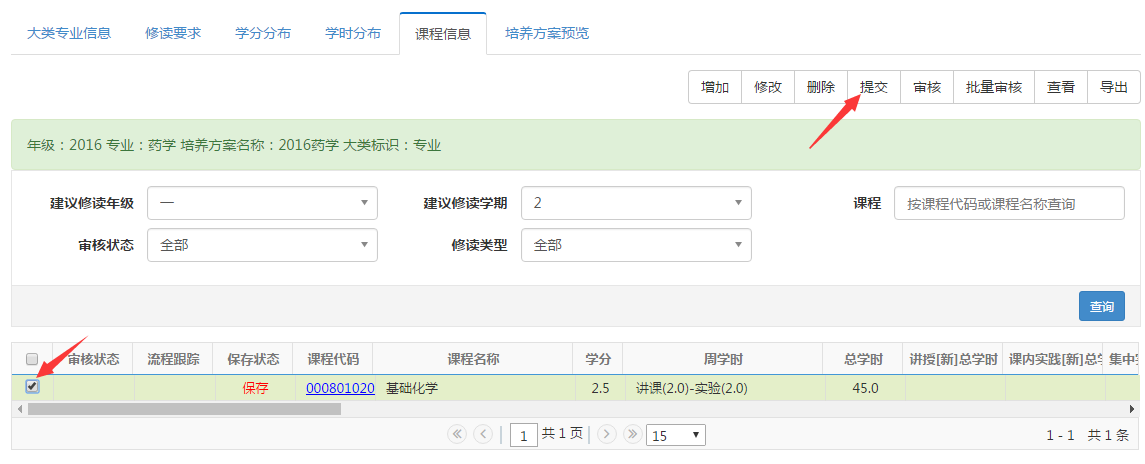 大类专业信息 修读要求 学分分布 学时分布 课程信息 培养方案预览
增加 修改 删除 提交 审核 批量审核 查看 导出
年级：2016 专业：药学 培养方案名称：2016药学 大类标识：专业
建议修读年级 一 建议修读学期 2 课程 按课程代码或课程名称查询
审核状态 全部 修读类型 全部
查询
审核状态 流程跟踪 保存状态 课程代码 课程名称 学分 周学时 总学时 讲授[新]总学时 课内实践[新]总学 集中
保存 000801020 基础化学 2.5 讲课(2.0)-实验(2.0) 45.0
1 共 1 页 15 1 - 1 共 1 条